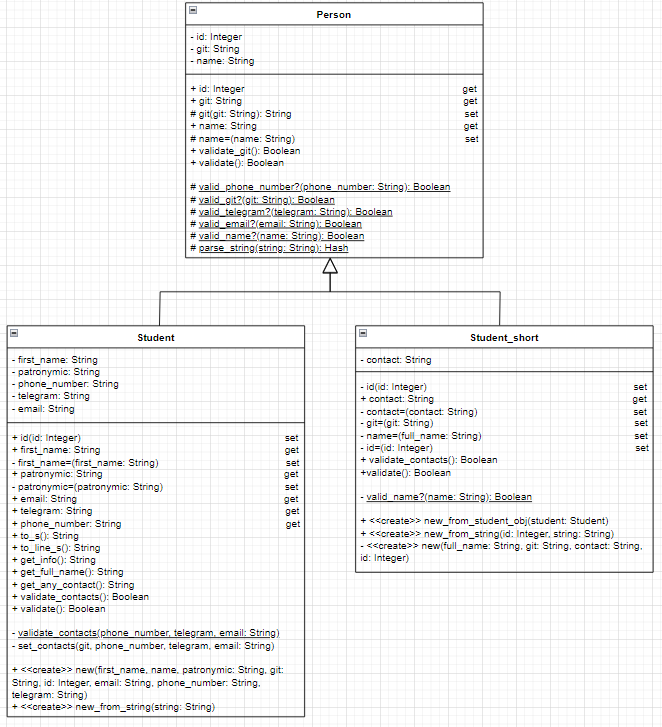 Person
- id: Integer
- git: String
- name: String
+ id: Integer get
+ git: String get
# git(git: String): String set
+ name: String get
# name=(name: String) set
+ validate_git(): Boolean
+ validate(): Boolean
# valid_phone_number?(phone_number: String): Boolean
# valid_git?(git: String): Boolean
# valid_telegram?(telegram: String): Boolean
# valid_email?(email: String): Boolean
# valid_name?(name: String): Boolean
# parse_string(string: String): Hash
Student
- first_name: String
- patronymic: String
- phone_number: String
- telegram: String
- email: String
+ id(id: Integer) set
+ first_name: String get
- first_name=(first_name: String) set
+ patronymic: String get
- patronymic=(patronymic: String) set
+ email: String get
+ telegram: String get
+ phone_number: String get
+ to_s(): String
+ to_line_s(): String
+ get_info(): String
+ get_full_name(): String
+ get_any_contact(): String
+ validate_contacts(): Boolean
+ validate(): Boolean
- validate_contacts(phone_number, telegram, email: String)
- set_contacts(git, phone_number, telegram, email: String)
+ <<create>> new(first_name, name, patronymic: String, git:
String, id: Integer, email: String, phone_number: String,
telegram: String)
+ <<create>> new_from_string(string: String)
Student_short
- contact: String
- id(id: Integer) set
+ contact: String get
- contact=(contact: String) set
- git=(git: String) set
- name=(full_name: String) set
- id=(id: Integer) set
+ validate_contacts(): Boolean
+validate(): Boolean
- valid_name?(name: String): Boolean
+ <<create>> new_from_student_obj(student: Student)
+ <<create>> new_from_string(id: Integer, string: String)
- <<create>> new(full_name: String, git: String, contact: String,
id: Integer)